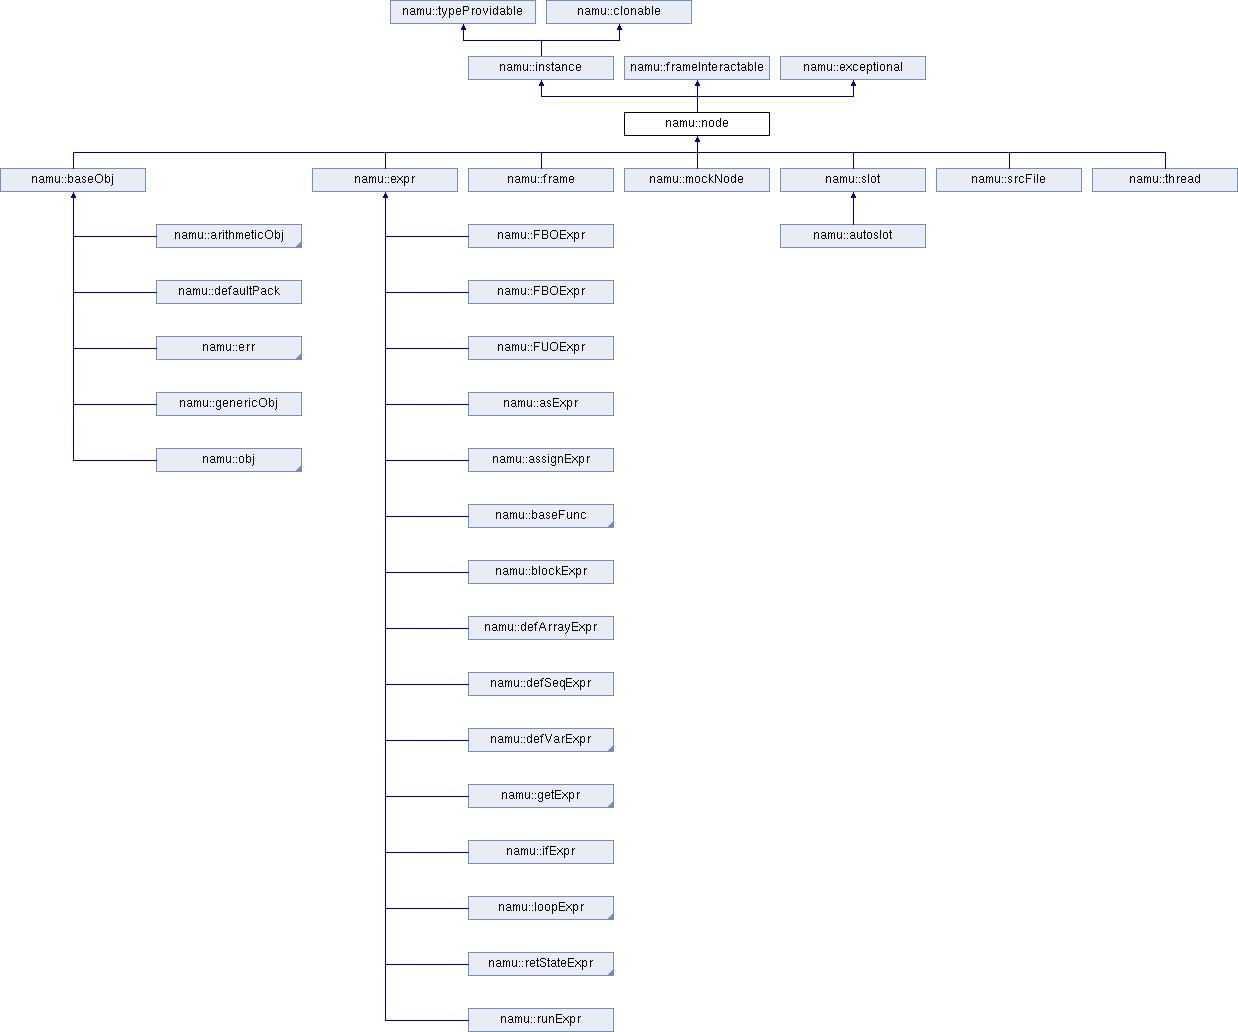 namu::typeProvidable
namu::clonable
namu::instance
namu::frameInteractable
namu::exceptional
namu::node
namu::baseObj
namu::expr
namu::frame
namu::mockNode
namu::slot
namu::srcFile
namu::thread
namu::arithmeticObj
namu::FBOExpr
namu::autoslot
namu::defaultPack
namu::FBOExpr
namu::err
namu::FUOExpr
namu::genericObj
namu::asExpr
namu::obj
namu::assignExpr
namu::baseFunc
namu::blockExpr
namu::defArrayExpr
namu::defSeqExpr
namu::defVarExpr
namu::getExpr
namu::ifExpr
namu::loopExpr
namu::retStateExpr
namu::runExpr